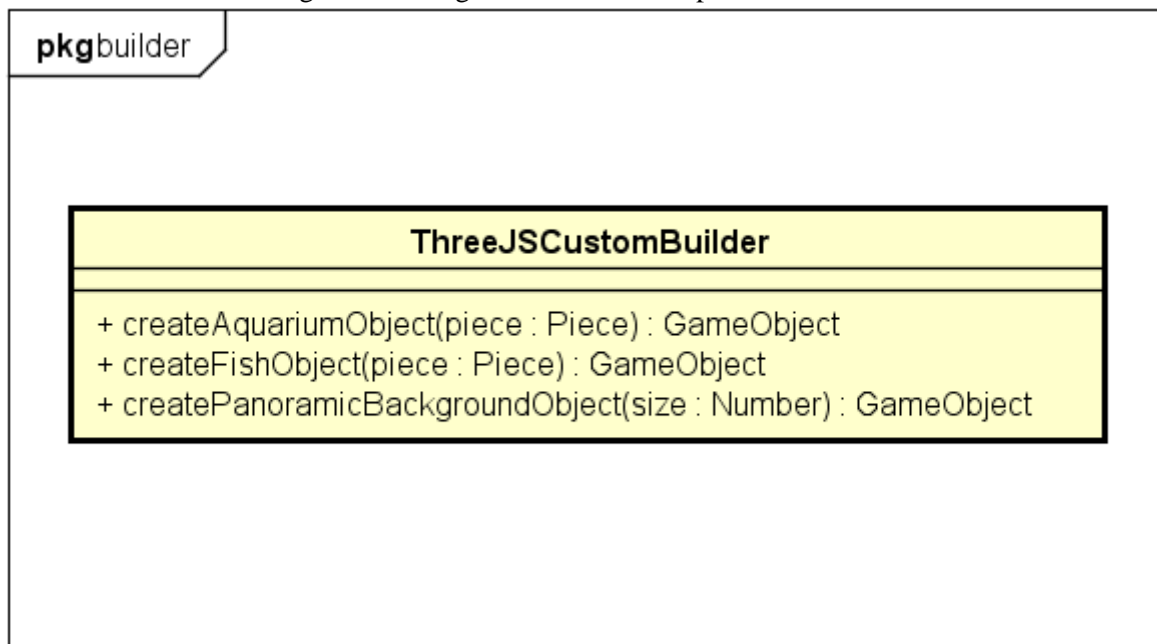 pkgbuilder
ThreeJSCustomBuilder
+ createAquariumObject(piece : Piece) : GameObject
+ createFishObject(piece : Piece) : GameObject
+ createPanoramicBackgroundObject(size : Number) : GameObject